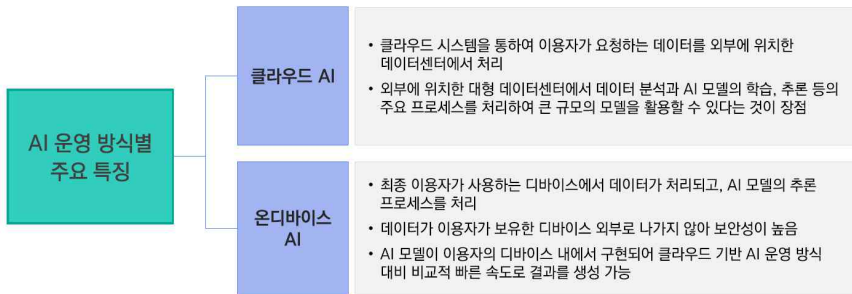 AI 운영 방식별
주요 특징
클라우드 AI
• 클라우드 시스템을 통하여 이용자가 요청하는 데이터를 외부에 위치한
데이터센터에서 처리
• 외부에 위치한 대형 데이터센터에서 데이터 분석과 AI 모델의 학습, 추론 등의
주요 프로세스를 처리하여 큰 규모의 모델을 활용할 수 있다는 것이 장점
온디바이스
AI
• 최종 이용자가 사용하는 디바이스에서 데이터가 처리되고, AI 모델의 추론
프로세스를 처리
• 데이터가 이용자가 보유한 디바이스 외부로 나가지 않아 보안성이 높음
• AI 모델이 이용자의 디바이스 내에서 구현되어 클라우드 기반 AI 운영 방식
대비 비교적 빠른 속도로 결과를 생성 가능